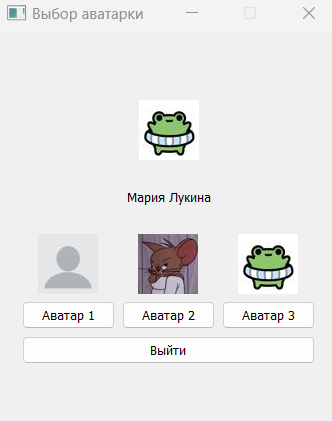 Выбор аватарки
Мария Лукина
Аватар 1
Аватар 2
Аватар 3
Выйти